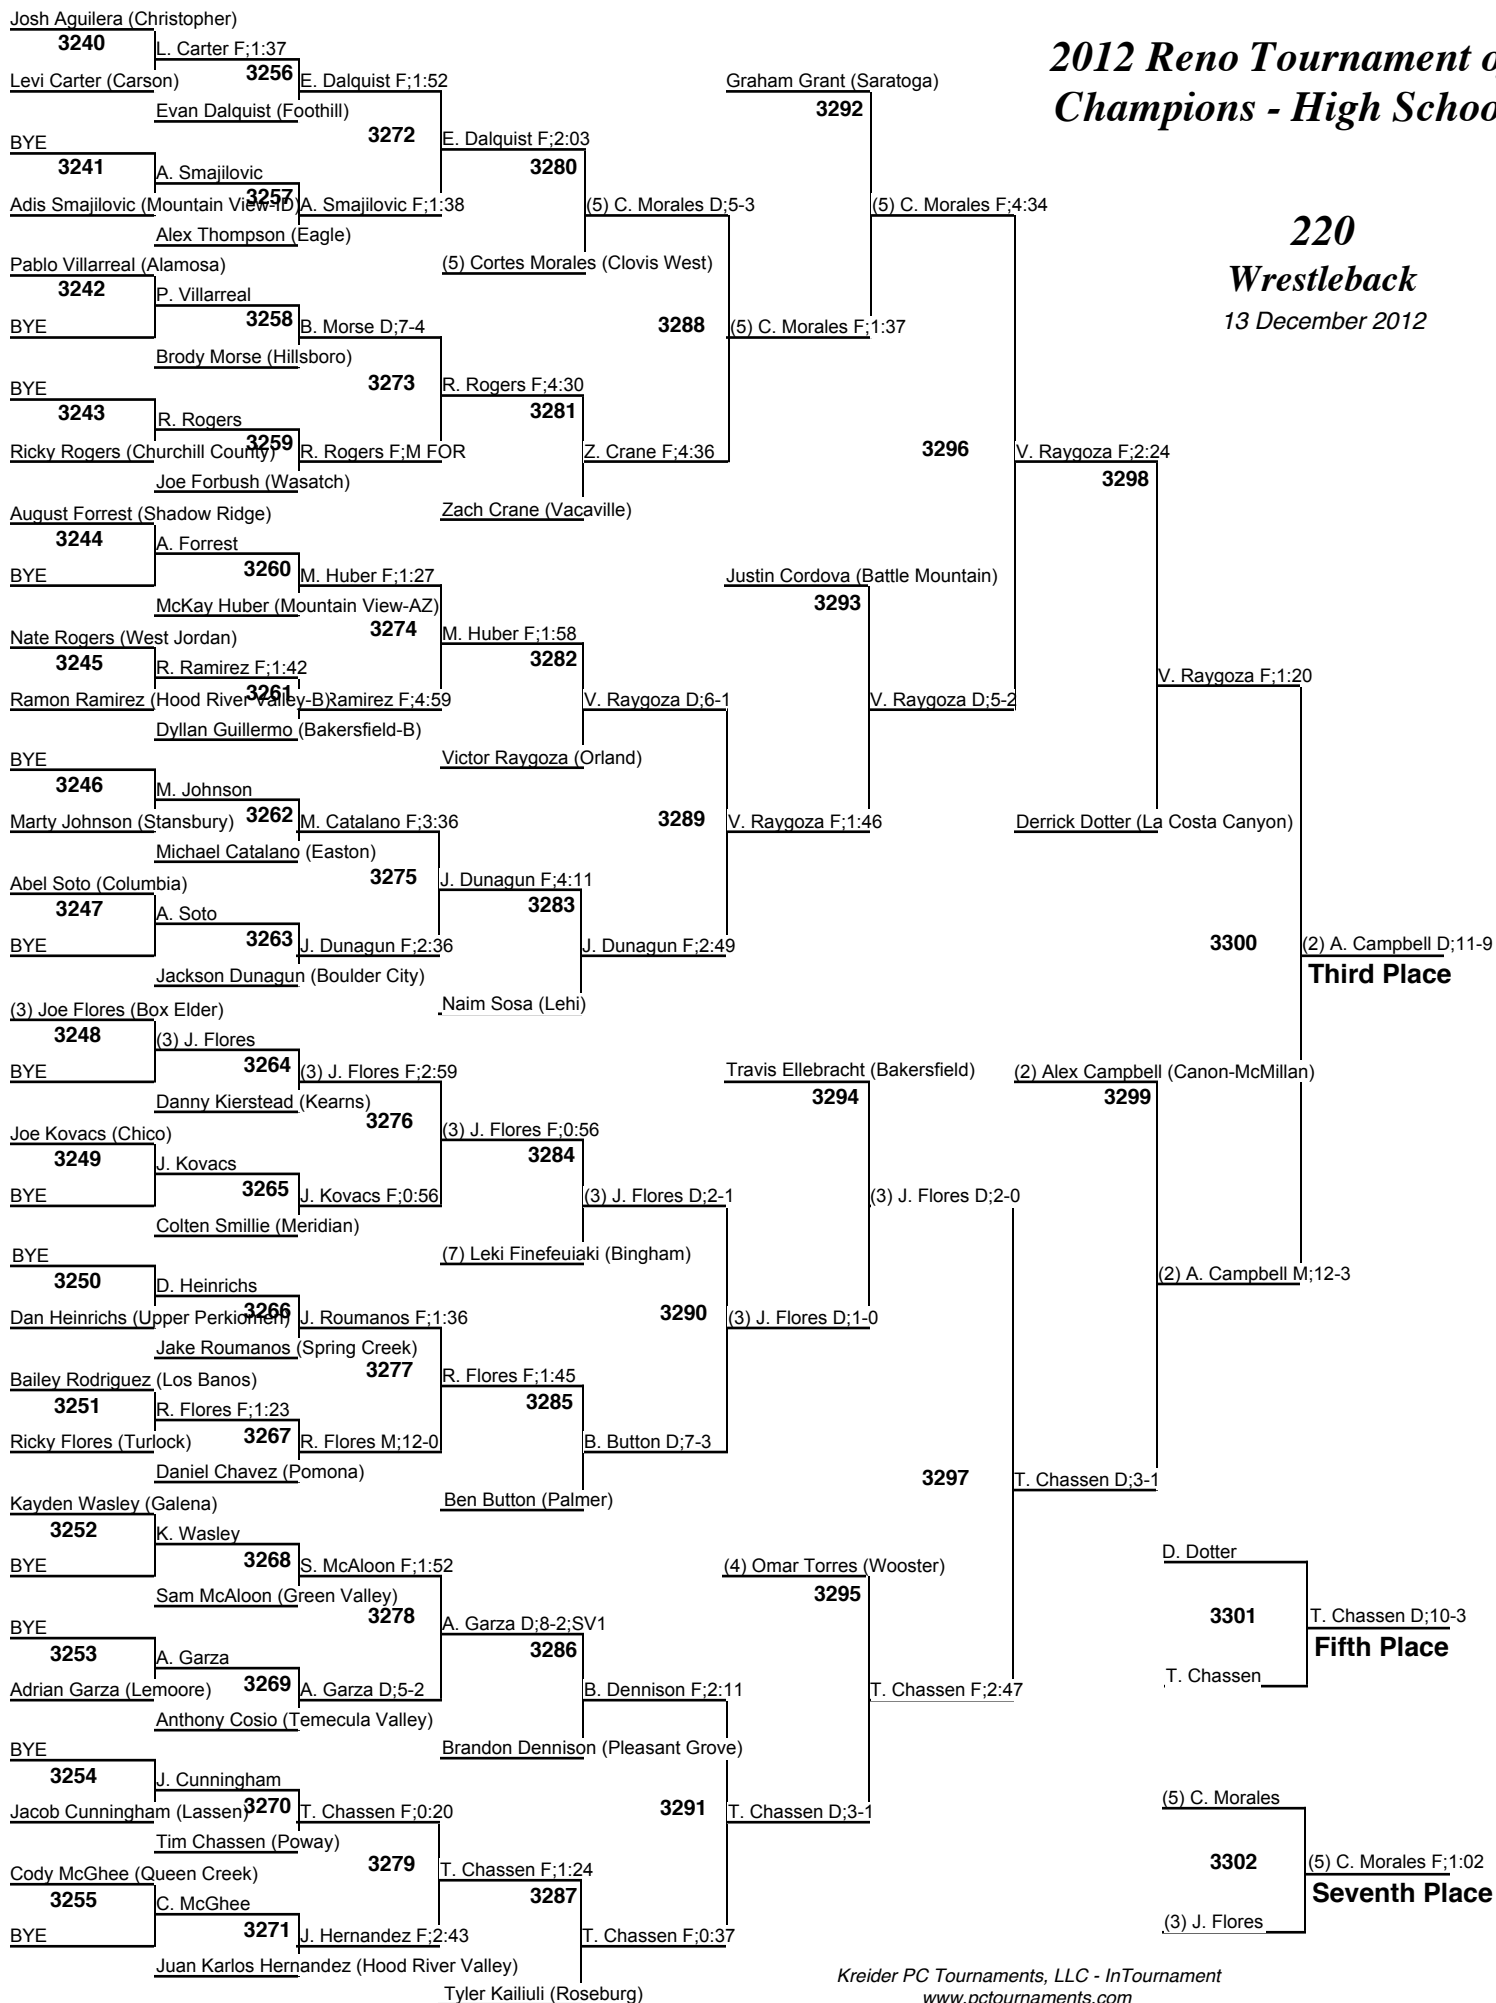 2012 Reno Tournament o
Champions - High Schoo
220
Wrestleback
13 December 2012
Josh Aguilera (Christopher)
3240
L. Carter F;1:37
Levi Carter (Carson)
3256
E. Dalquist F;1:52
Evan Dalquist (Foothill)
3272
E. Dalquist F;2:03
BYE
3241
A. Smajilovic
Adis Smajilovic (Mountain View-ID)
3257
A. Smajilovic F;1:38
Alex Thompson (Eagle)
3280
(5) C. Morales D;5-3
(5) Cortes Morales (Clovis West)
Pablo Villarreal (Alamosa)
3242
P. Villarreal
BYE
3258
B. Morse D;7-4
Brody Morse (Hillsboro)
3273
R. Rogers F;4:30
BYE
3243
R. Rogers
Ricky Rogers (Churchill County)
3259
R. Rogers F;M FOR
Joe Forbush (Wasatch)
3281
Z. Crane F;4:36
Zach Crane (Vacaville)
3288
(5) C. Morales F;1:37
Graham Grant (Saratoga)
3292
(5) C. Morales F;4:34
August Forrest (Shadow Ridge)
3244
A. Forrest
BYE
3260
M. Huber F;1:27
McKay Huber (Mountain View-AZ)
3274
M. Huber F;1:58
Nate Rogers (West Jordan)
3245
R. Ramirez F;1:42
Ramon Ramirez (Hood River Valley-B)
3261
Ramirez F;4:59
Dyllan Guillermo (Bakersfield-B)
3282
V. Raygoza D;6-1
Victor Raygoza (Orland)
BYE
3246
M. Johnson
Marty Johnson (Stansbury)
3262
M. Catalano F;3:36
Michael Catalano (Easton)
3275
J. Dunagun F;4:11
Abel Soto (Columbia)
3247
A. Soto
BYE
3263
J. Dunagun F;2:36
Jackson Dunagun (Boulder City)
3283
J. Dunagun F;2:49
Naim Sosa (Lehi)
3289
V. Raygoza F;1:46
Justin Cordova (Battle Mountain)
3293
V. Raygoza D;5-2
3296
V. Raygoza F;2:24
3298
V. Raygoza F;1:20
Derrick Dotter (La Costa Canyon)
3300
(2) A. Campbell D;11-9
Third Place
(3) Joe Flores (Box Elder)
3248
(3) J. Flores
BYE
3264
(3) J. Flores F;2:59
Danny Kierstead (Kearns)
3276
(3) J. Flores F;0:56
Joe Kovacs (Chico)
3249
J. Kovacs
BYE
3265
J. Kovacs F;0:56
Colten Smillie (Meridian)
3284
(3) J. Flores D;2-1
(7) Leki Finefeuiaki (Bingham)
BYE
3250
D. Heinrichs
Dan Heinrichs (Upper Perkiomen)
3266
J. Roumanos F;1:36
Jake Roumanos (Spring Creek)
3277
R. Flores F;1:45
Bailey Rodriguez (Los Banos)
3251
R. Flores F;1:23
Ricky Flores (Turlock)
3267
R. Flores M;12-0
Daniel Chavez (Pomona)
3285
B. Button D;7-3
Ben Button (Palmer)
3290
(3) J. Flores D;1-0
Travis Ellebracht (Bakersfield)
3294
(3) J. Flores D;2-0
(2) Alex Campbell (Canon-McMillan)
3299
(2) A. Campbell M;12-3
Kayden Wasley (Galena)
3252
K. Wasley
BYE
3268
S. McAloon F;1:52
Sam McAloon (Green Valley)
3278
A. Garza D;8-2;SV1
BYE
3253
A. Garza
Adrian Garza (Lemoore)
3269
A. Garza D;5-2
Anthony Cosio (Temecula Valley)
3286
B. Dennison F;2:11
Brandon Dennison (Pleasant Grove)
BYE
3254
J. Cunningham
Jacob Cunningham (Lassen)
3270
T. Chassen F;0:20
Tim Chassen (Poway)
3279
T. Chassen F;1:24
Cody McGhee (Queen Creek)
3255
C. McGhee
BYE
3271
J. Hernandez F;2:43
Juan Karlos Hernandez (Hood River Valley)
3287
T. Chassen F;0:37
Tyler Kailiuli (Roseburg)
3291
T. Chassen D;3-1
(4) Omar Torres (Wooster)
3295
T. Chassen F;2:47
3297
T. Chassen D;3-1
D. Dotter
3301
T. Chassen D;10-3
Fifth Place
T. Chassen
(5) C. Morales
3302
(5) C. Morales F;1:02
Seventh Place
(3) J. Flores
Kreider PC Tournaments, LLC - InTournament
www.pctournaments.com